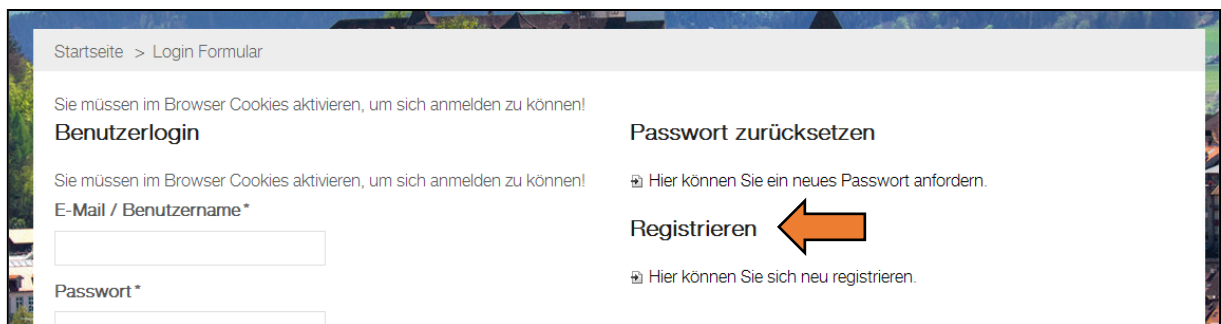 Startseite > Login Formular
Sie müssen im Browser Cookies aktivieren, um sich anmelden zu können!
Benutzerlogin
Sie müssen im Browser Cookies aktivieren, um sich anmelden zu können!
E-Mail / Benutzername*
Passwort*
Passwort zurücksetzen
Hier können Sie ein neues Passwort anfordern.
Registrieren
Hier können Sie sich neu registrieren.